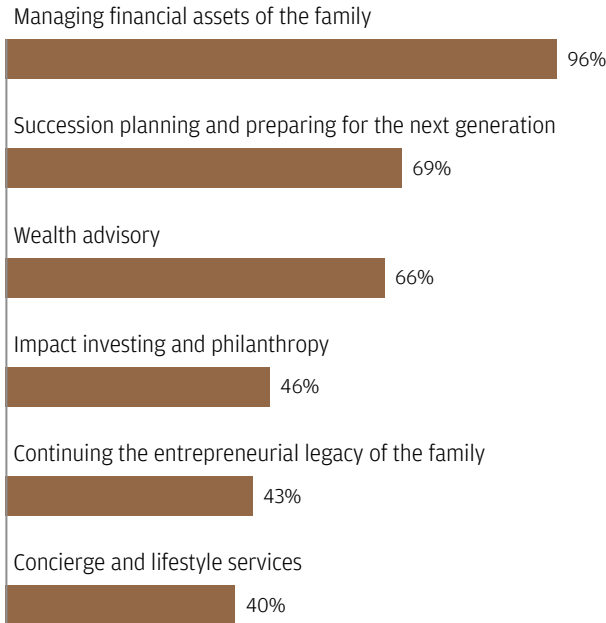 Managing financial assets of the family
96%
Succession planning and preparing for the next generation
69%
Wealth advisory
66%
Impact investing and philanthropy
46%
Continuing the entrepreneurial legacy of the family
43%
Concierge and lifestyle services
40%